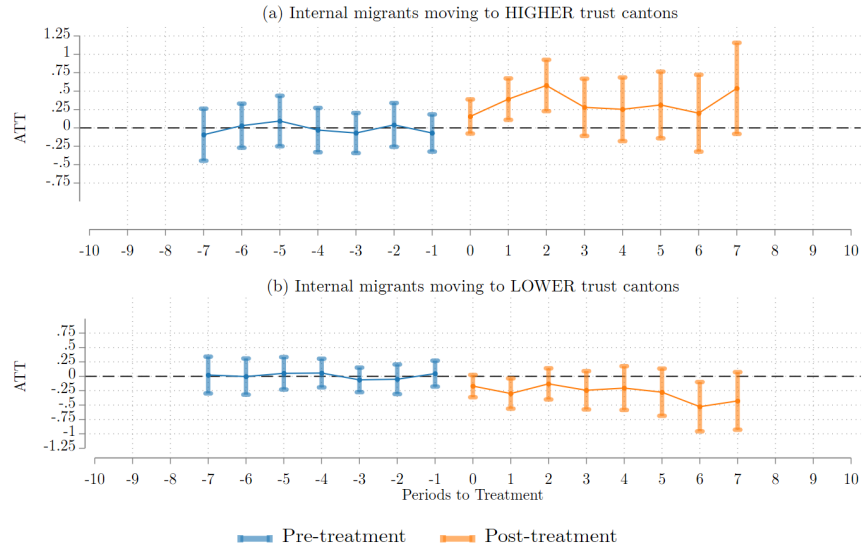 (a) Internal migrants moving to HIGHER trust cantons
1.25
1
.75
.5
.25
0
-.25
-.5
-.75
ATT
-10 -9 -8 -7 -6 -5 -4 -3 -2 -1 0 1 2 3 4 5 6 7 8 9 10
(b) Internal migrants moving to LOWER trust cantons
.75
.5
.25
0
-.25
-.5
-.75
-1
-1.25
ATT
-10 -9 -8 -7 -6 -5 -4 -3 -2 -1 0 1 2 3 4 5 6 7 8 9 10
Periods to Treatment
Pre-treatment Post-treatment